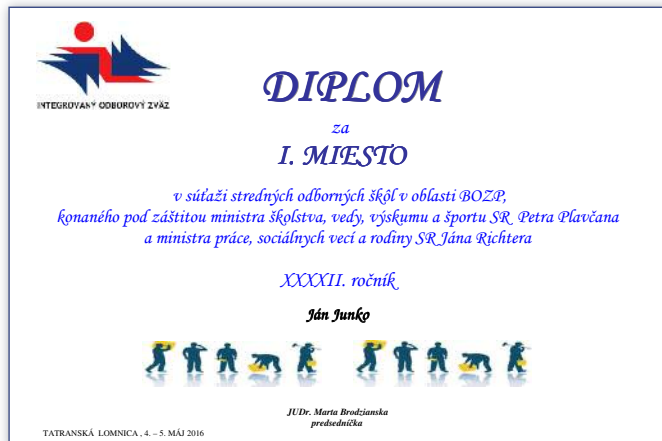 INTEGROVANÝ ODBOROVÝ ZVÄZ
DIPLOM
za
I. MIESTO
v súťaži stredných odborných škôl v oblasti BOZP,
konaného pod záštitou ministra školstva, vedy, výskumu a športu SR Petra Plavčana
a ministra práce, sociálnych vecí a rodiny SR Jána Richtera
XXXXII. ročník
Ján Junko
JUDr. Marta Brodzianska
predsedníčka
TATRANSKÁ LOMNICA , 4. – 5. MÁJ 2016